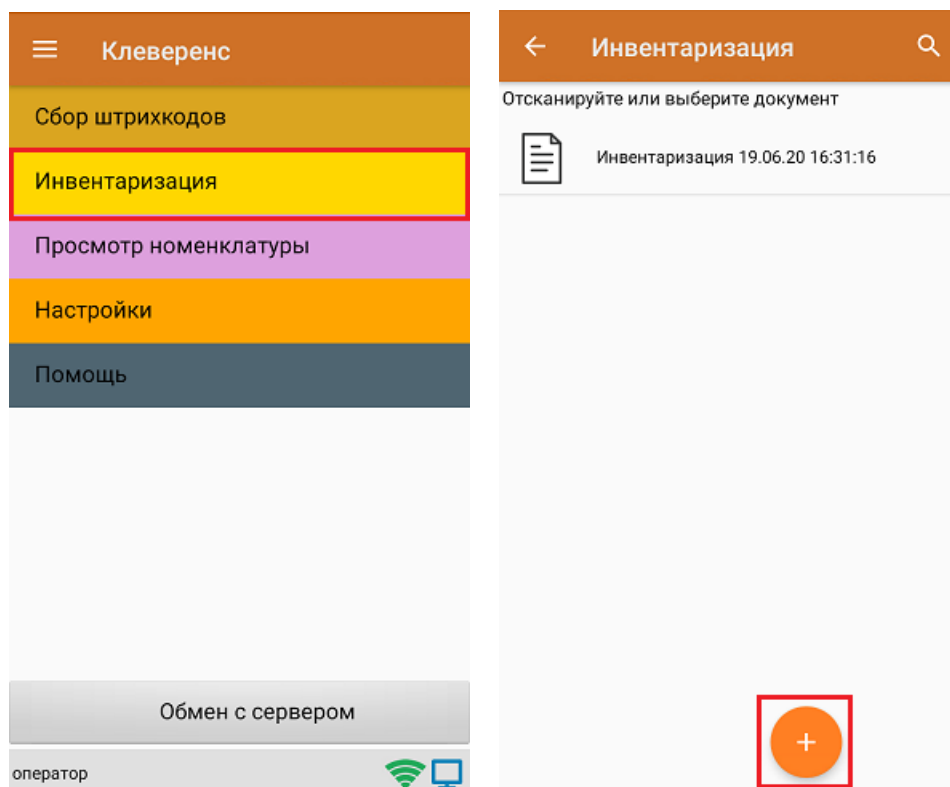 Клеверенс
Сбор штрихкодов
Инвентаризация
Просмотр номенклатуры
Настройки
Помощь
Обмен с сервером
оператор
Инвентаризация
Отсканируйте или выберите документ
Инвентаризация 19.06.20 16:31:16
+